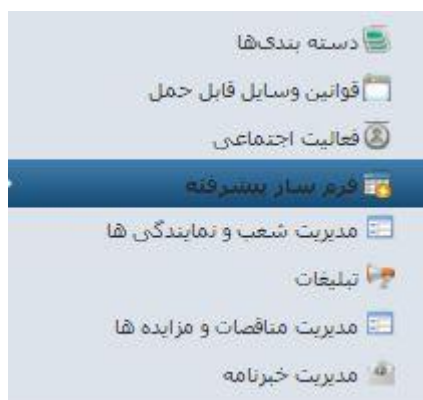 دسته بندی‌ها
قوانین وسایل قابل حمل
فعالیت اجتماعی
فرم ساز پیشرفته
مدیریت شعب و نمایندگی ها
تبلیغات
مدیریت مناقصات و مزایده ها
مدیریت خبرنامه